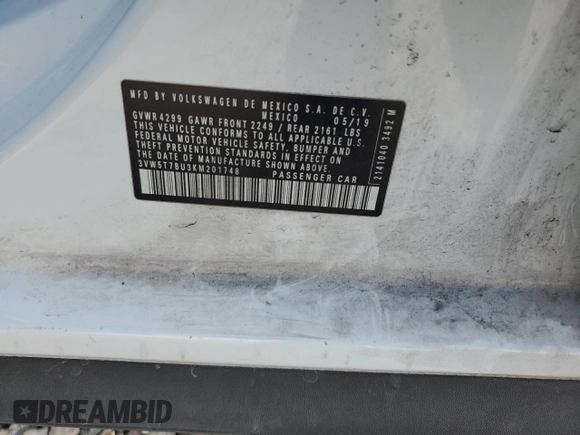 MFD BY VOLKSWAGEN DE MEXICO S.A. DE C.V.
MEXICO 05/19
GVWR 4299 GAWR FRONT 2249 / REAR 2161 LBS
THIS VEHICLE CONFORMS TO ALL APPLICABLE
FEDERAL MOTOR VEHICLE SAFETY, BUMPER AND
THEFT PREVENTION STANDARDS IN EFFECT ON
THE DATE OF MANUFACTURE SHOWN ABOVE.
3VW5T7BU3KM201748 PASSENGER CAR
2141040 3492 M
DREAMBID